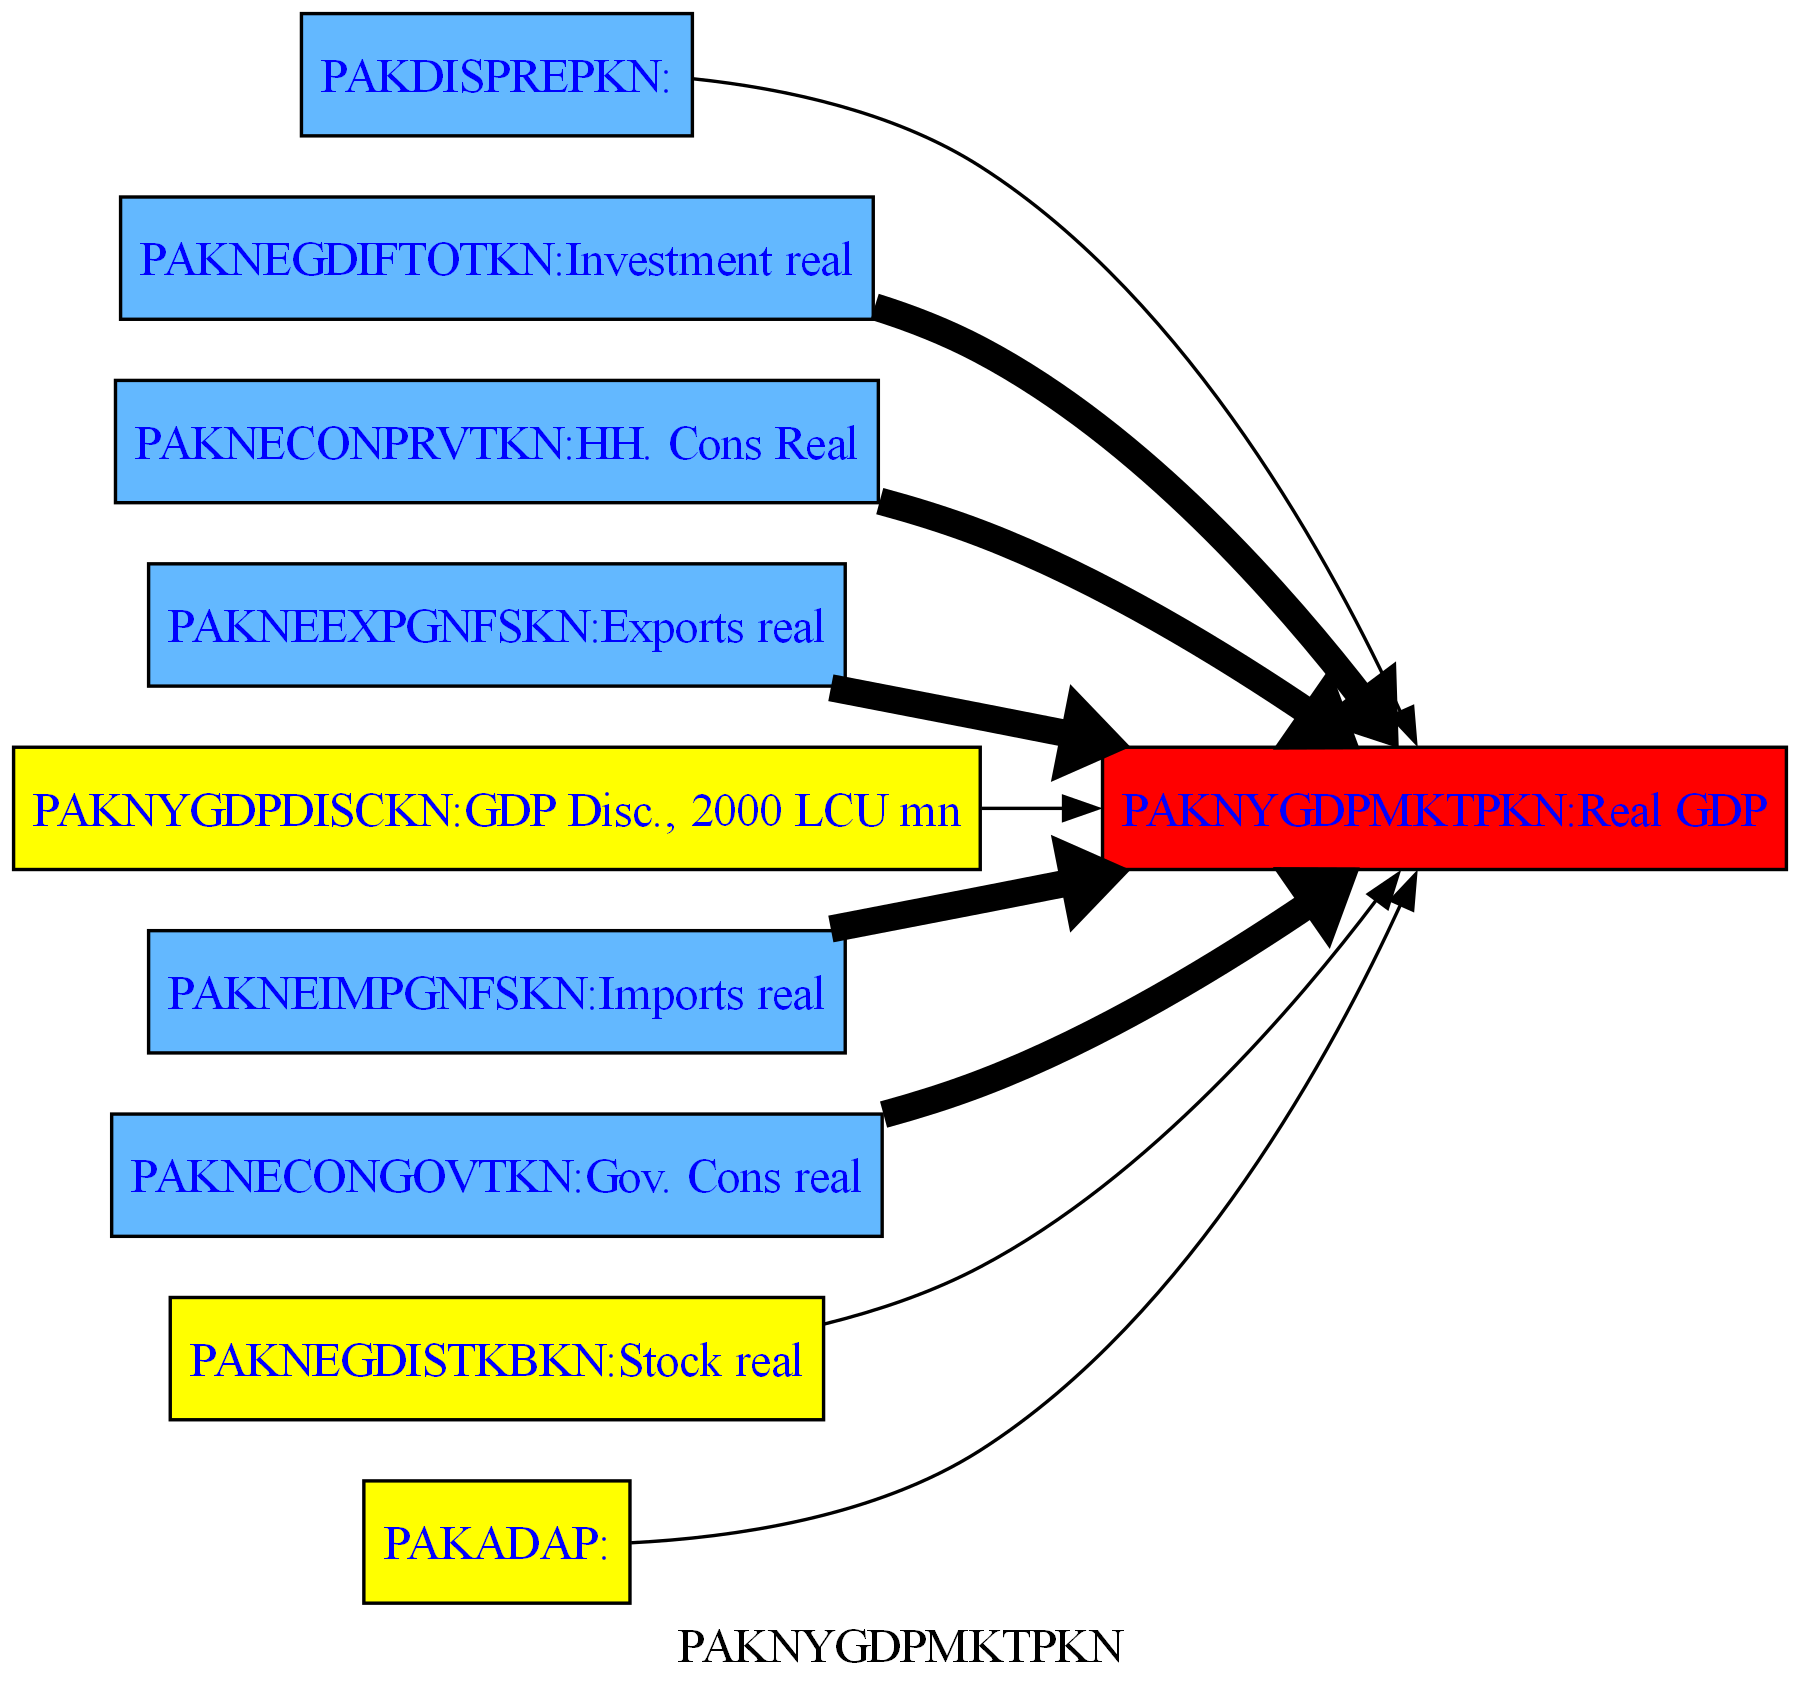 PAKDISPREPKN:
PAKNEGDIFTOTKN:Investment real
PAKNECONPRVTKN:HH. Cons Real
PAKNEEXPGNFSKN:Exports real
PAKNYGDPDISCKN:GDP Disc., 2000 LCU mn
PAKNYGDPMKTPKN:Real GDP
PAKNEIMPGNFSKN:Imports real
PAKNECONGOVTKN:Gov. Cons real
PAKNEGDISTKBKN:Stock real
PAKADAP:
PAKNYGDPMKTPKN